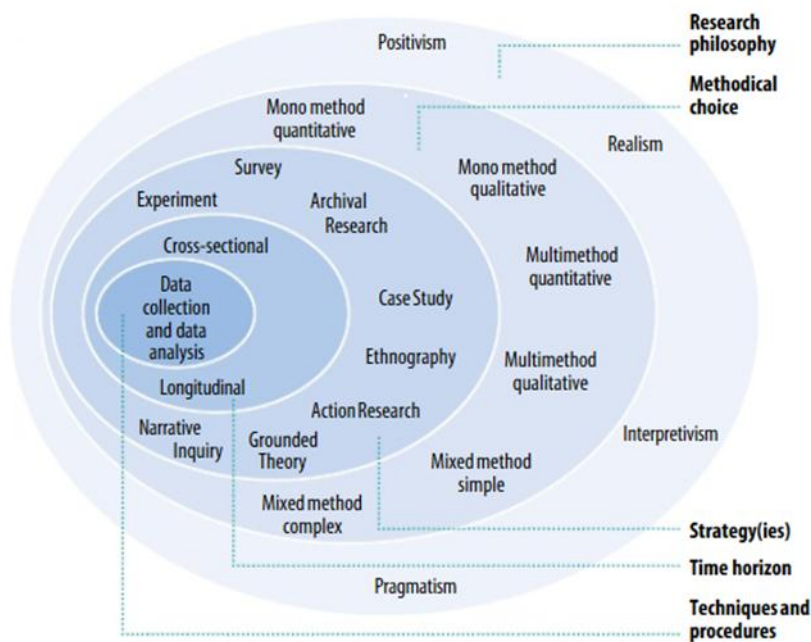 Positivism
Research
philosophy
Methodical
choice
Mono method
quantitative
Realism
Survey
Mono method
qualitative
Experiment
Archival
Research
Cross-sectional
Multimethod
quantitative
Data
collection
and data
analysis
Case Study
Ethnography
Multimethod
qualitative
Longitudinal
Action Research
Narrative
Inquiry
Grounded
Theory
Interpretivism
Mixed method
simple
Mixed method
complex
Strategy(ies)
Time horizon
Pragmatism
Techniques and
procedures